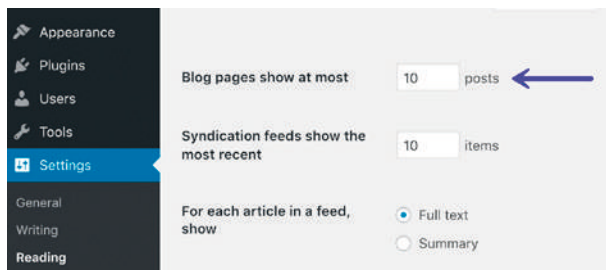 Appearance
Plugins
Users
Tools
Settings
General
Writing
Reading
Blog pages show at most 10 posts
Syndication feeds show the
most recent 10 items
For each article in a feed,
show
Full text
Summary